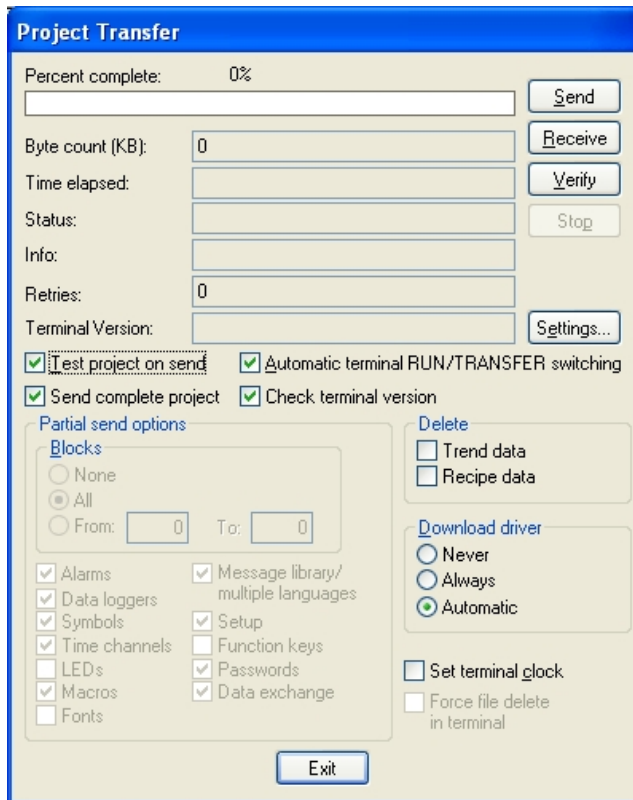 Project Transfer
Percent complete: 0%
Send
Byte count (KB): 0
Receive
Time elapsed:
Verify
Status:
Stop
Info:
Retries: 0
Terminal Version:
Settings...
Test project on send
Automatic terminal RUN/TRANSFER switching
Send complete project
Check terminal version
Partial send options
Blocks
None
All
From: 0 To: 0
Alarms
Data loggers
Symbols
Time channels
LEDs
Macros
Fonts
Message library/
multiple languages
Setup
Function keys
Passwords
Data exchange
Delete
Trend data
Recipe data
Download driver
Never
Always
Automatic
Set terminal clock
Force file delete
in terminal
Exit